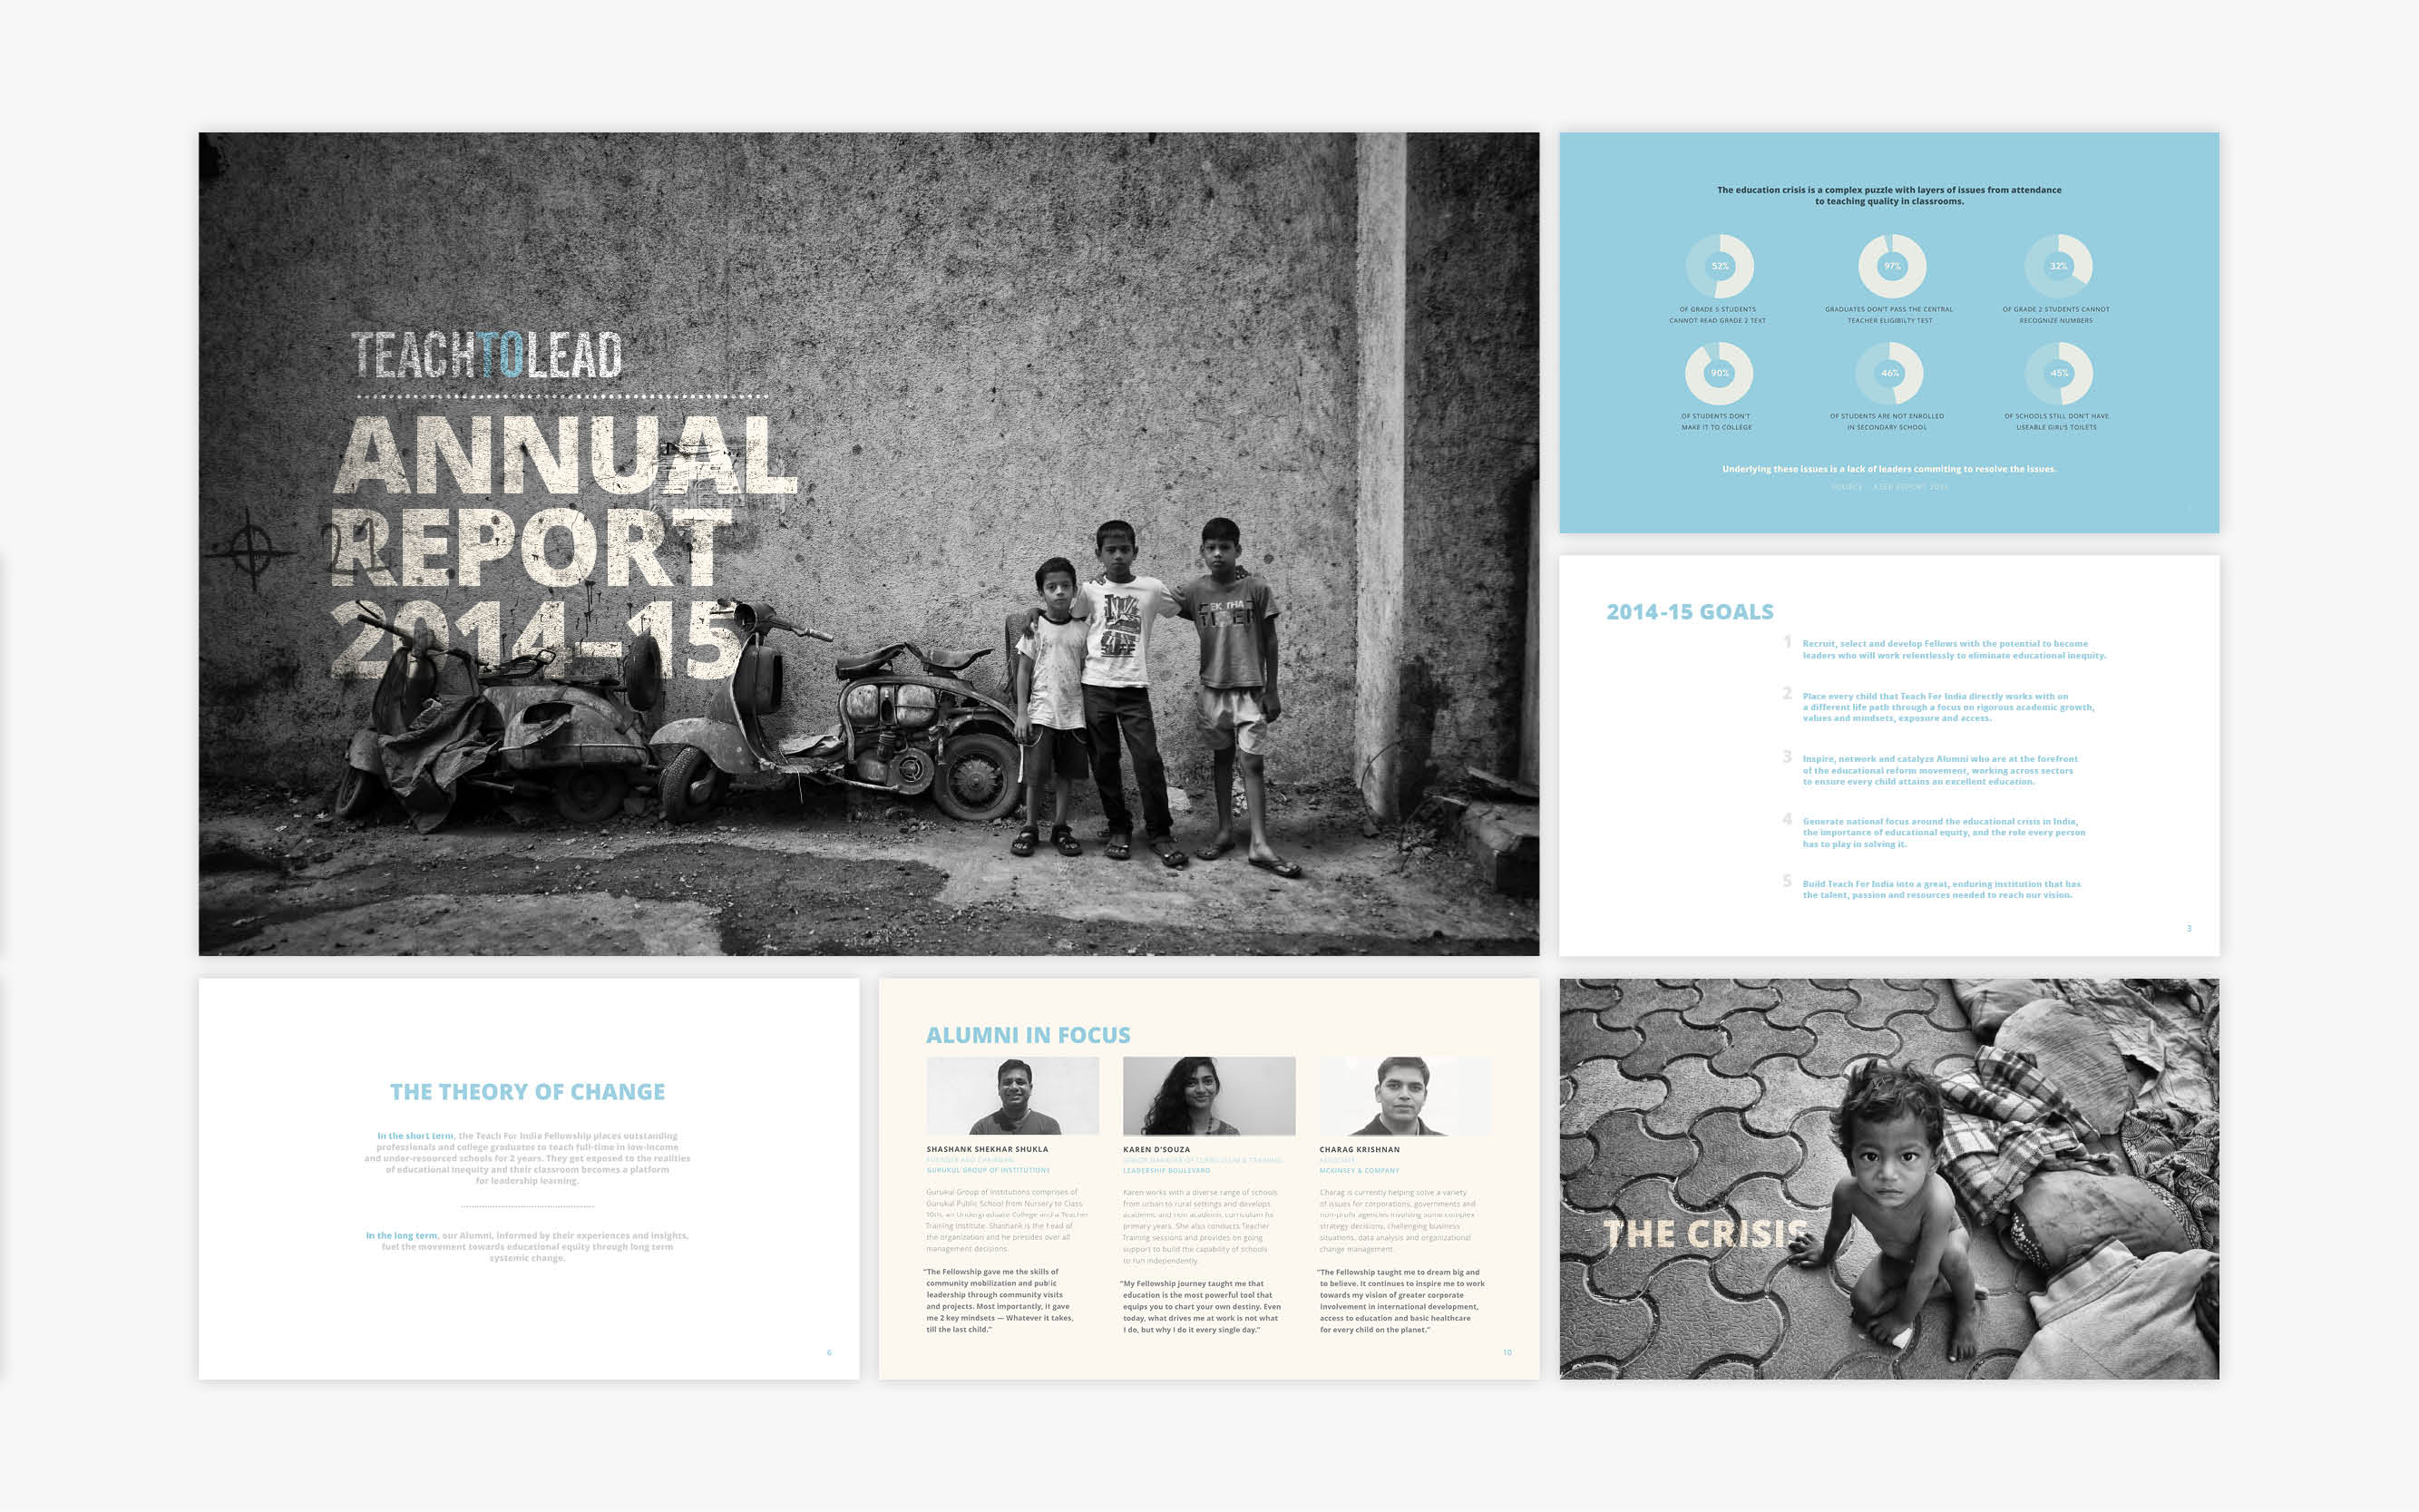 TEACHTOLEAD
ANNUAL
REPORT
2014–15
21
EK THA
TIGER
The education crisis is a complex puzzle with layers of issues from attendance
to teaching quality in classrooms.
52%
97%
32%
OF GRADE 5 STUDENTS
CANNOT READ GRADE 2 TEXT
GRADUATES DON'T PASS THE CENTRAL
TEACHER ELIGIBILTY TEST
OF GRADE 2 STUDENTS CANNOT
RECOGNIZE NUMBERS
90%
46%
45%
OF STUDENTS DON'T
MAKE IT TO COLLEGE
OF STUDENTS ARE NOT ENROLLED
IN SECONDARY SCHOOL
OF SCHOOLS STILL DON'T HAVE
USEABLE GIRL'S TOILETS
Underlying these issues is a lack of leaders commiting to resolve the issues.
2014-15 GOALS
1 Recruit, select and develop Fellows with the potential to become
leaders who will work relentlessly to eliminate educational inequity.
2 Place every child that Teach For India directly works with on
a different life path through a focus on rigorous academic growth,
values and mindsets, exposure and access.
3 Inspire, network and catalyze Alumni who are at the forefront
of the educational reform movement, working across sectors
to ensure every child attains an excellent education.
4 Generate national focus around the educational crisis in India,
the importance of educational equity, and the role every person
has to play in solving it.
5 Build Teach For India into a great, enduring institution that has
the talent, passion and resources needed to reach our vision.
3
THE THEORY OF CHANGE
In the short term, the Teach For India Fellowship places outstanding
professionals and college graduates to teach full-time in low-income
and under-resourced schools for 2 years. They get exposed to the realities
of educational inequity and their classroom becomes a platform
for leadership learning.
In the long term, our Alumni, informed by their experiences and insights,
fuel the movement towards educational equity through long term
systemic change.
6
ALUMNI IN FOCUS
SHASHANK SHEKHAR SHUKLA
FOUNDER AND CHAIRMAN
GURUKUL GROUP OF INSTITUTIONS
Gurukul Group of Institutions comprises of
Gurukul Public School from Nursery to Class
10th, an Undergraduate College and a Teacher
Training Institute. Shashank is the head of
the organization and he presides over all
management decisions.
"The Fellowship gave me the skills of
community mobilization and public
leadership through community visits
and projects. Most importantly, it gave
me 2 key mindsets — Whatever it takes,
till the last child."
KAREN D'SOUZA
SENIOR MANAGER OF CURRICULUM & TRAINING
LEADERSHIP BOULEVARD
Karen works with a diverse range of schools
from urban to rural settings and develops
academic and non academic curriculum for
primary years. She also conducts Teacher
Training sessions and provides on going
support to build the capability of schools
to run independently.
"My Fellowship journey taught me that
education is the most powerful tool that
equips you to chart your own destiny. Even
today, what drives me at work is not what
I do, but why I do it every single day."
CHARAG KRISHNAN
ASSOCIATE
MCKINSEY & COMPANY
Charag is currently helping solve a variety
of issues for corporations, governments and
non-profit agencies involving some complex
strategy decisions, challenging business
situations, data analysis and organizational
change management.
"The Fellowship taught me to dream big and
to believe. It continues to inspire me to work
towards my vision of greater corporate
involvement in international development,
access to education and basic healthcare
for every child on the planet."
10
THE CRISIS